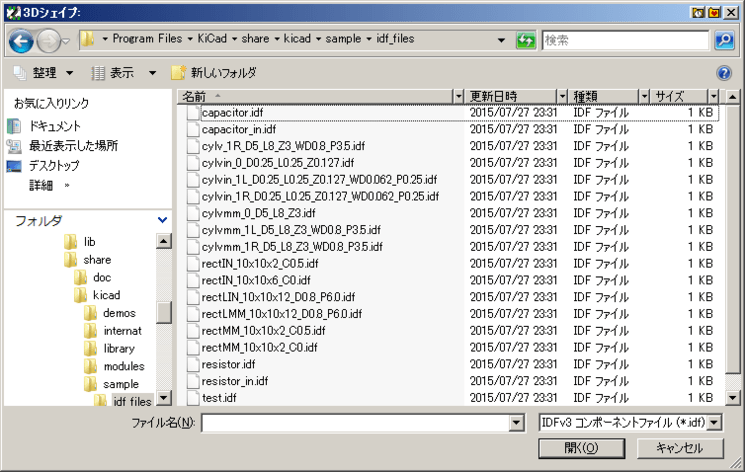 3Dシェイプ:
Program Files ▾ KiCad ▾ share ▾ kicad ▾ sample ▾ idf_files
検索
整理 表示 新しいフォルダ
お気に入りリンク
ドキュメント
最近表示した場所
デスクトップ
詳細 »
フォルダ
lib
share
doc
kicad
demos
internat
library
modules
sample
idf_files
名前 更新日時 種類 サイズ
capacitor.idf 2015/07/27 23:31 IDF ファイル 1 KB
capacitor_in.idf 2015/07/27 23:31 IDF ファイル 1 KB
cylv_1R_D5_L8_Z3_WD0.8_P3.5.idf 2015/07/27 23:31 IDF ファイル 1 KB
cylvin_0_D0.25_L0.25_Z0.127.idf 2015/07/27 23:31 IDF ファイル 1 KB
cylvin_1L_D0.25_L0.25_Z0.127_WD0.062_P0.25.idf 2015/07/27 23:31 IDF ファイル 1 KB
cylvin_1R_D0.25_L0.25_Z0.127_WD0.062_P0.25.idf 2015/07/27 23:31 IDF ファイル 1 KB
cylvmm_0_D5_L8_Z3.idf 2015/07/27 23:31 IDF ファイル 1 KB
cylvmm_1L_D5_L8_Z3_WD0.8_P3.5.idf 2015/07/27 23:31 IDF ファイル 1 KB
cylvmm_1R_D5_L8_Z3_WD0.8_P3.5.idf 2015/07/27 23:31 IDF ファイル 1 KB
rectIN_10x10x2_C0.5.idf 2015/07/27 23:31 IDF ファイル 1 KB
rectIN_10x10x6_C0.idf 2015/07/27 23:31 IDF ファイル 1 KB
rectLIN_10x10x12_D0.8_P6.0.idf 2015/07/27 23:31 IDF ファイル 1 KB
rectLMM_10x10x12_D0.8_P6.0.idf 2015/07/27 23:31 IDF ファイル 1 KB
rectMM_10x10x2_C0.5.idf 2015/07/27 23:31 IDF ファイル 1 KB
rectMM_10x10x2_C0.idf 2015/07/27 23:31 IDF ファイル 1 KB
resistor.idf 2015/07/27 23:31 IDF ファイル 1 KB
resistor_in.idf 2015/07/27 23:31 IDF ファイル 1 KB
test.idf 2015/07/27 23:31 IDF ファイル 1 KB
ファイル名(N):
IDFv3 コンポーネントファイル (*.idf)
開く(O) キャンセル